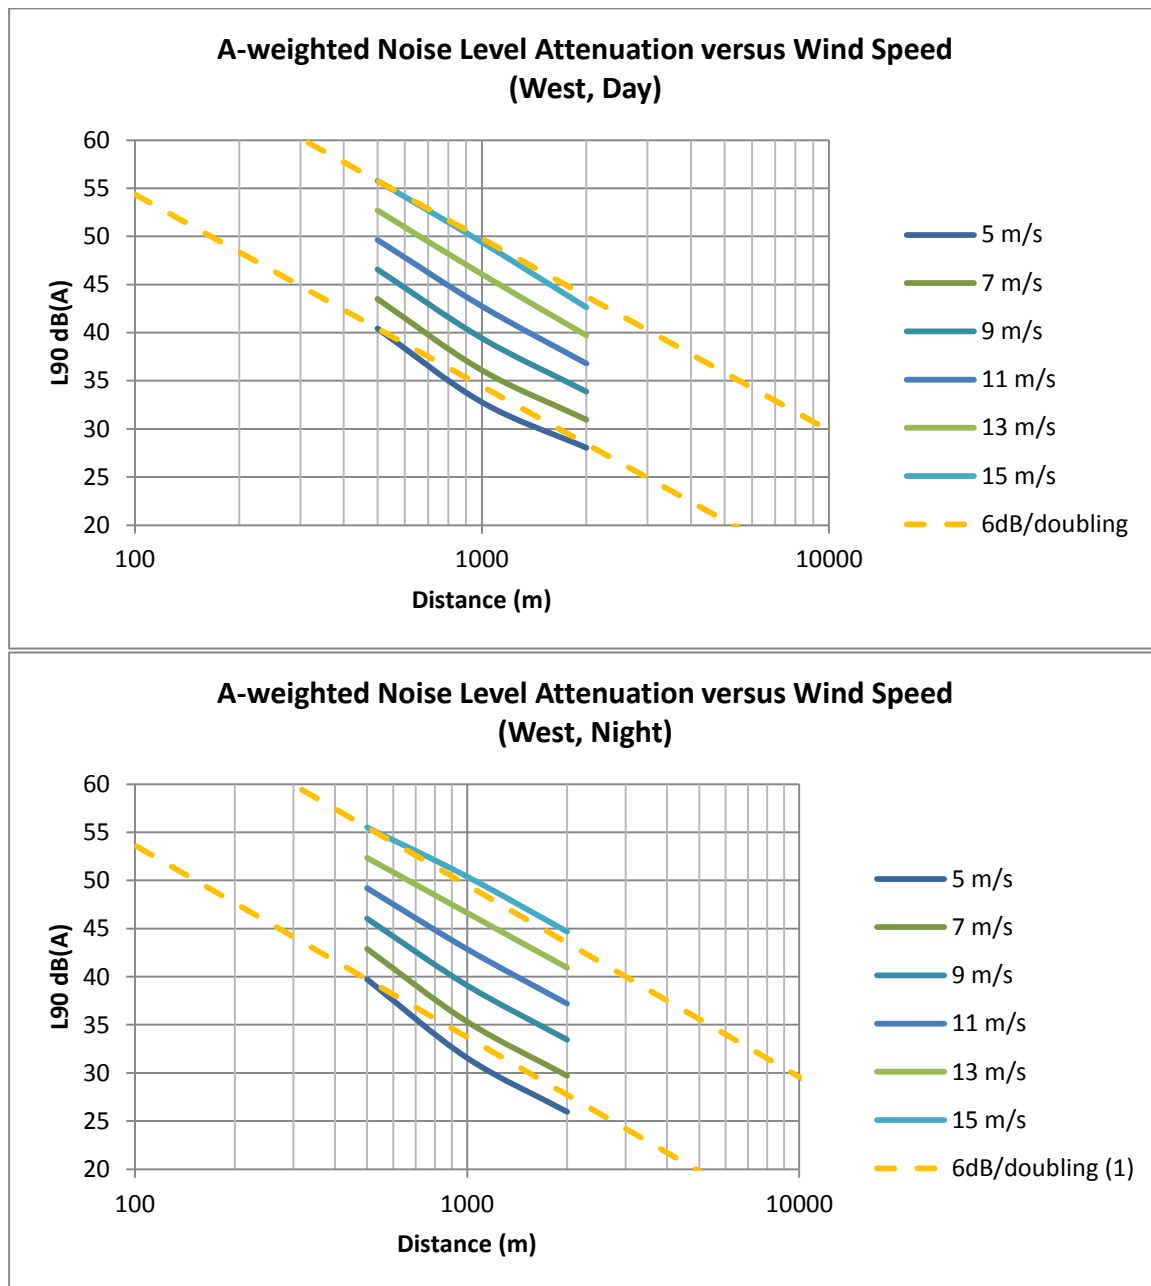 A-weighted Noise Level Attenuation versus Wind Speed
(West, Day)
60
55
50
45
40
35
30
25
20
L90 dB(A)
100
1000
10000
Distance (m)
5 m/s
7 m/s
9 m/s
11 m/s
13 m/s
15 m/s
6dB/doubling
A-weighted Noise Level Attenuation versus Wind Speed
(West, Night)
60
55
50
45
40
35
30
25
20
L90 dB(A)
100
1000
10000
Distance (m)
5 m/s
7 m/s
9 m/s
11 m/s
13 m/s
15 m/s
6dB/doubling (1)